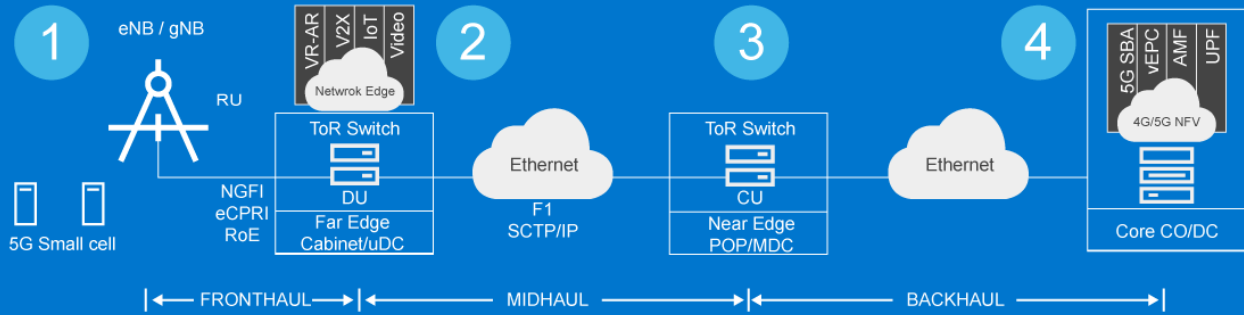 1
eNB / gNB
RU
5G Small cell
NGFI
eCPRI
RoE
VR-AR
V2X
IoT
Video
Netwrok Edge
ToR Switch
DU
Far Edge
Cabinet/uDC
2
Ethernet
F1
SCTP/IP
3
ToR Switch
CU
Near Edge
POP/MDC
Ethernet
4
5G SBA
vEPC
AMF
UPF
4G/5G NFV
Core CO/DC
FRONTHAUL
MIDHAUL
BACKHAUL